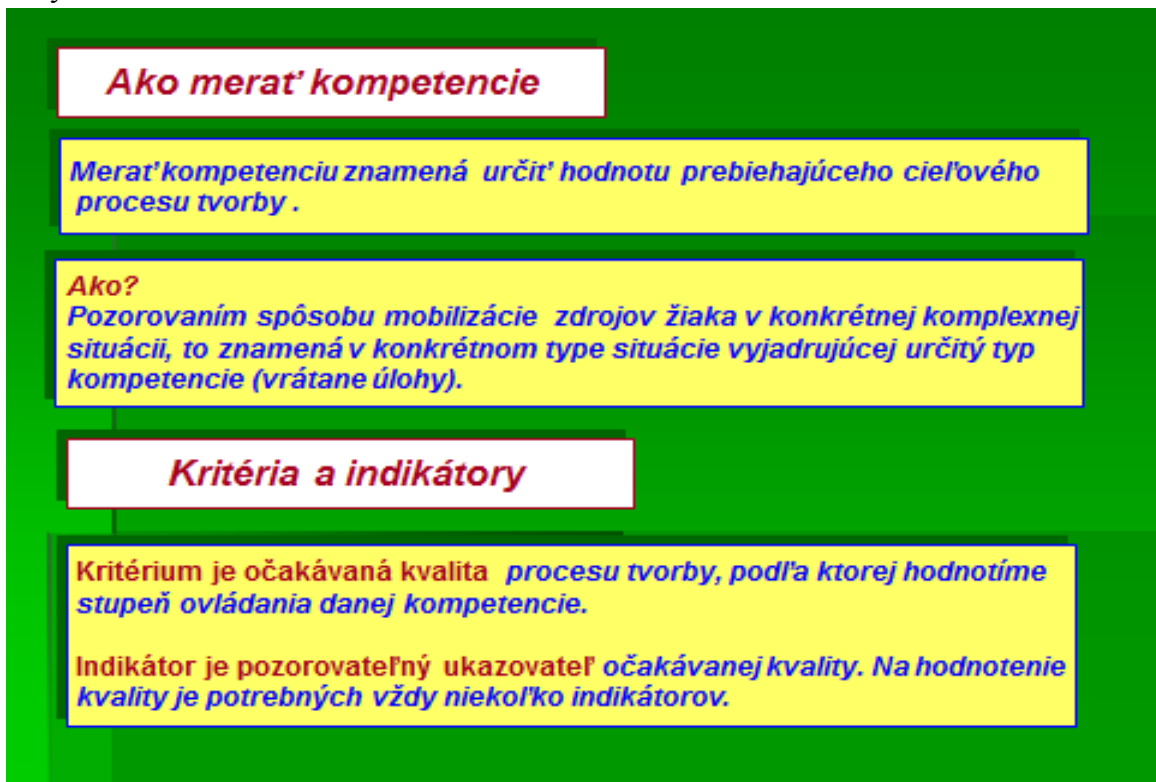 Ako merať kompetencie
Merať kompetenciu znamená určiť hodnotu prebiehajúceho cieľového
procesu tvorby .
Ako?
Pozorovaním spôsobu mobilizácie zdrojov žiaka v konkrétnej komplexnej
situácii, to znamená v konkrétnom type situácie vyjadrujúcej určitý typ
kompetencie (vrátane úlohy).
Kritéria a indikátory
Kritérium je očakávaná kvalita procesu tvorby, podľa ktorej hodnotíme
stupeň ovládania danej kompetencie.
Indikátor je pozorovateľný ukazovateľ očakávanej kvality. Na hodnotenie
kvality je potrebných vždy niekoľko indikátorov.